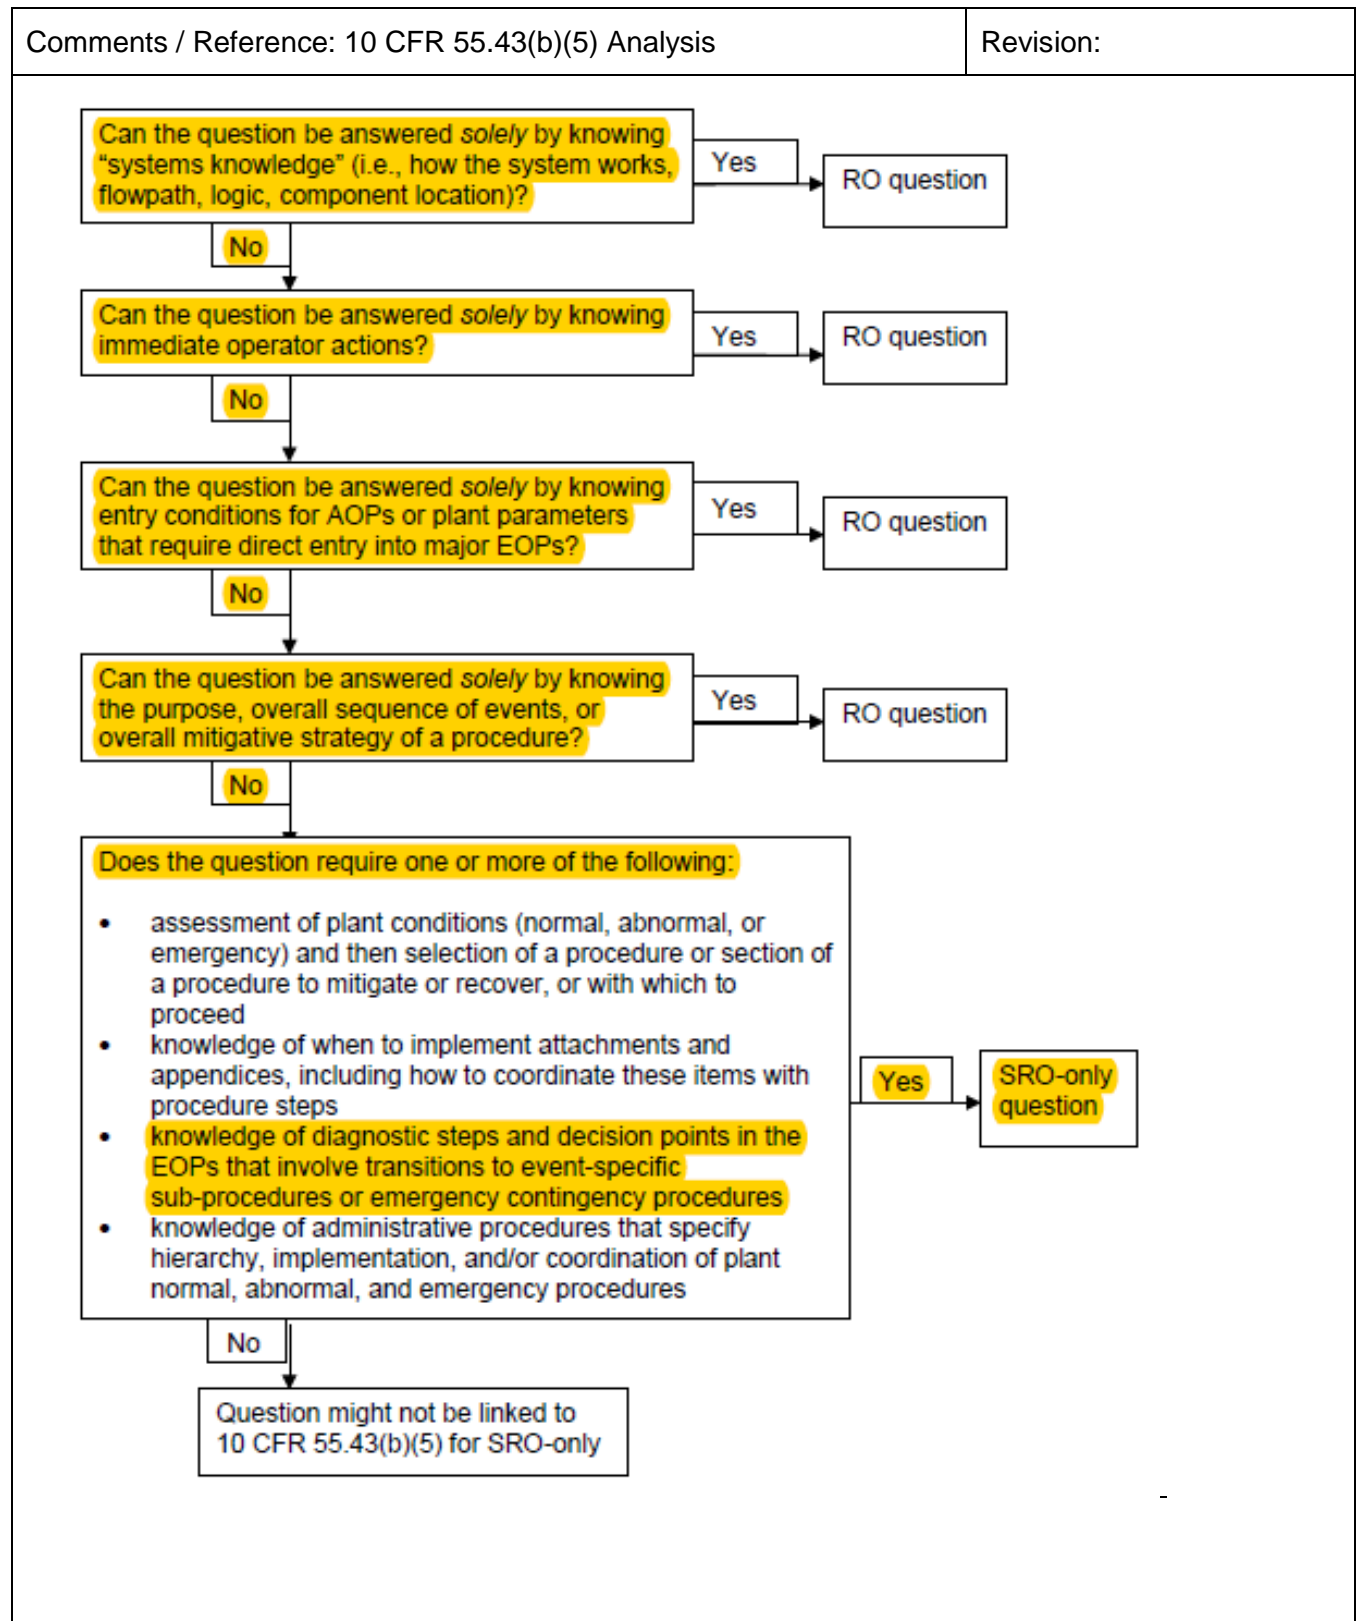 Comments / Reference: 10 CFR 55.43(b)(5) Analysis
Revision:
Can the question be answered solely by knowing
“systems knowledge” (i.e., how the system works,
flowpath, logic, component location)?
Yes
RO question
No
Can the question be answered solely by knowing
immediate operator actions?
Yes
RO question
No
Can the question be answered solely by knowing
entry conditions for AOPs or plant parameters
that require direct entry into major EOPs?
Yes
RO question
No
Can the question be answered solely by knowing
the purpose, overall sequence of events, or
overall mitigative strategy of a procedure?
Yes
RO question
No
Does the question require one or more of the following:
• assessment of plant conditions (normal, abnormal, or
emergency) and then selection of a procedure or section of
a procedure to mitigate or recover, or with which to
proceed
• knowledge of when to implement attachments and
appendices, including how to coordinate these items with
procedure steps
• knowledge of diagnostic steps and decision points in the
EOPs that involve transitions to event-specific
sub-procedures or emergency contingency procedures
• knowledge of administrative procedures that specify
hierarchy, implementation, and/or coordination of plant
normal, abnormal, and emergency procedures
Yes
SRO-only
question
No
Question might not be linked to
10 CFR 55.43(b)(5) for SRO-only
-